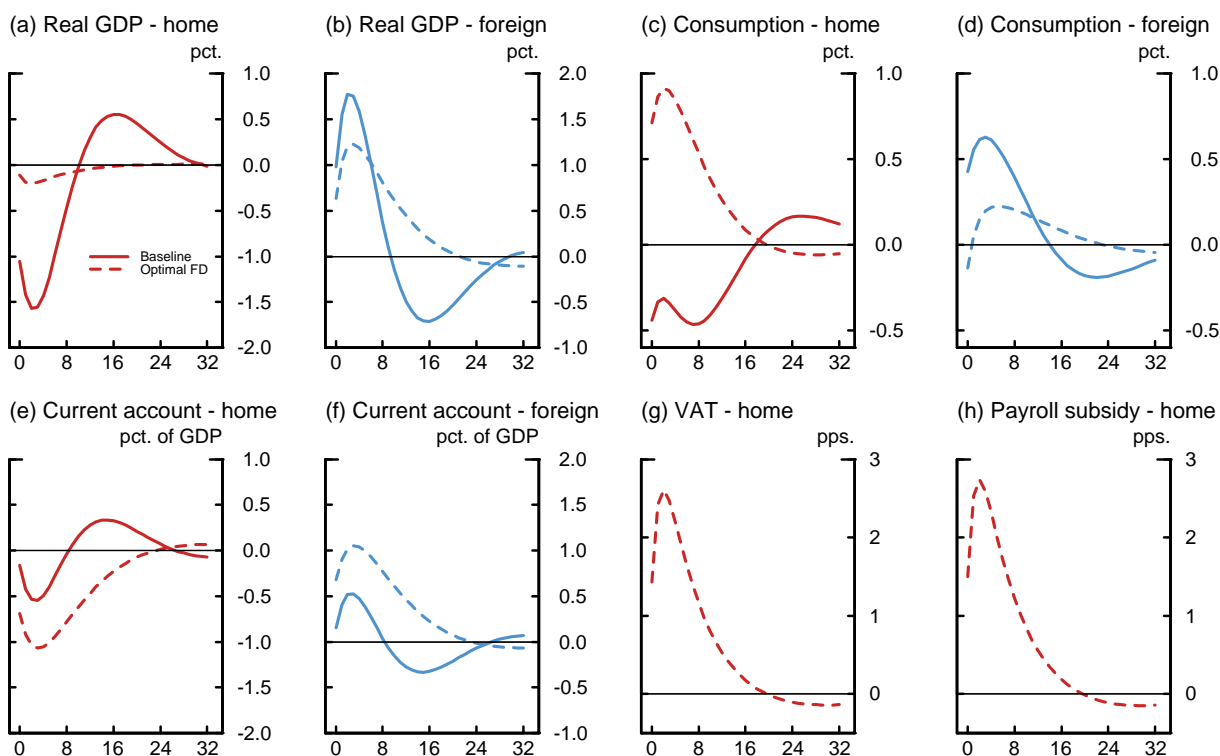 (a) Real GDP - home
pct.
1.0
0.5
0.0
-0.5
-1.0
-1.5
-2.0
0 8 16 24 32
Baseline
Optimal FD
(b) Real GDP - foreign
pct.
2.0
1.5
1.0
0.5
0.0
-0.5
-1.0
0 8 16 24 32
(c) Consumption - home
pct.
1.0
0.5
0.0
-0.5
0 8 16 24 32
(d) Consumption - foreign
pct.
1.0
0.5
0.0
-0.5
0 8 16 24 32
(e) Current account - home
pct. of GDP
1.0
0.5
0.0
-0.5
-1.0
-1.5
-2.0
0 8 16 24 32
(f) Current account - foreign
pct. of GDP
2.0
1.5
1.0
0.5
0.0
-0.5
-1.0
0 8 16 24 32
(g) VAT - home
pps.
3
2
1
0
0 8 16 24 32
(h) Payroll subsidy - home
pps.
3
2
1
0
0 8 16 24 32